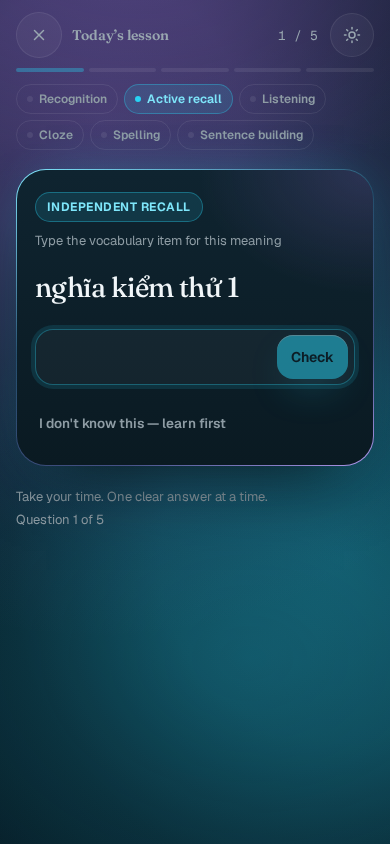 Today's lesson
1 / 5
Recognition
Active recall
Listening
Cloze
Spelling
Sentence building
INDEPENDENT RECALL
Type the vocabulary item for this meaning
nghĩa kiểm thử 1
Check
I don't know this — learn first
Take your time. One clear answer at a time.
Question 1 of 5